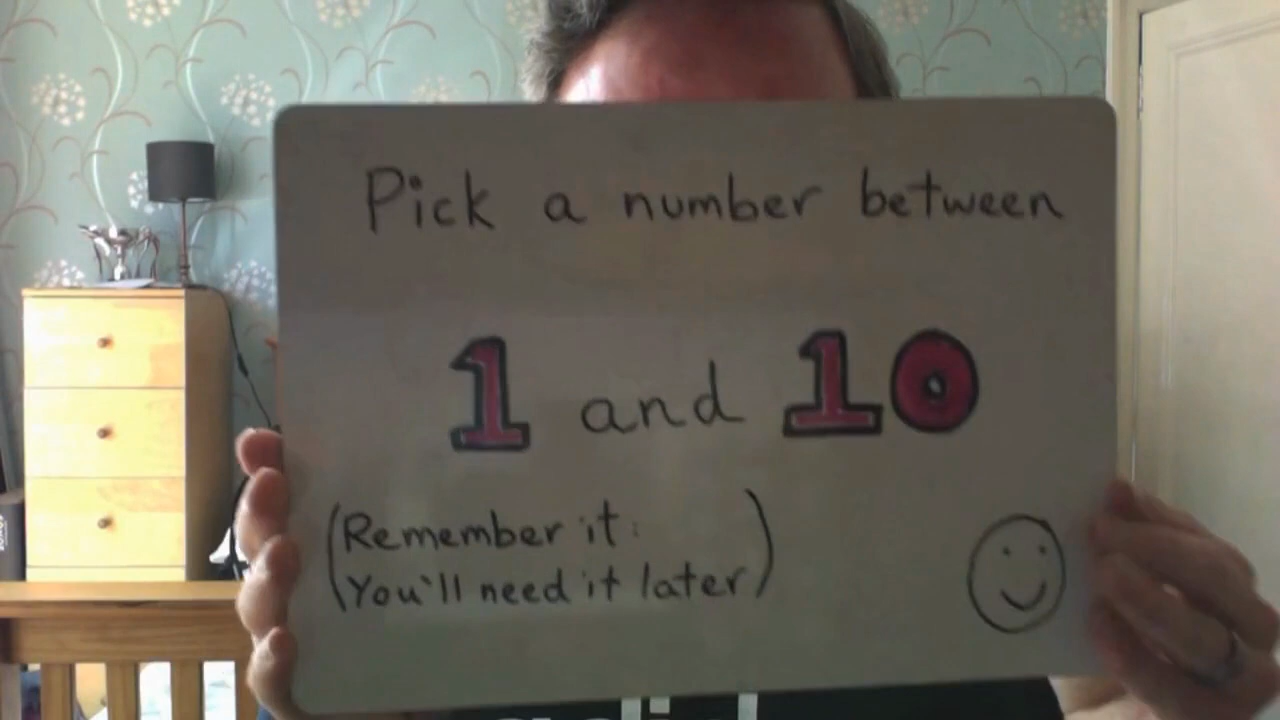 Pick a number between
1 and 10
(Remember it:
You'll need it later)